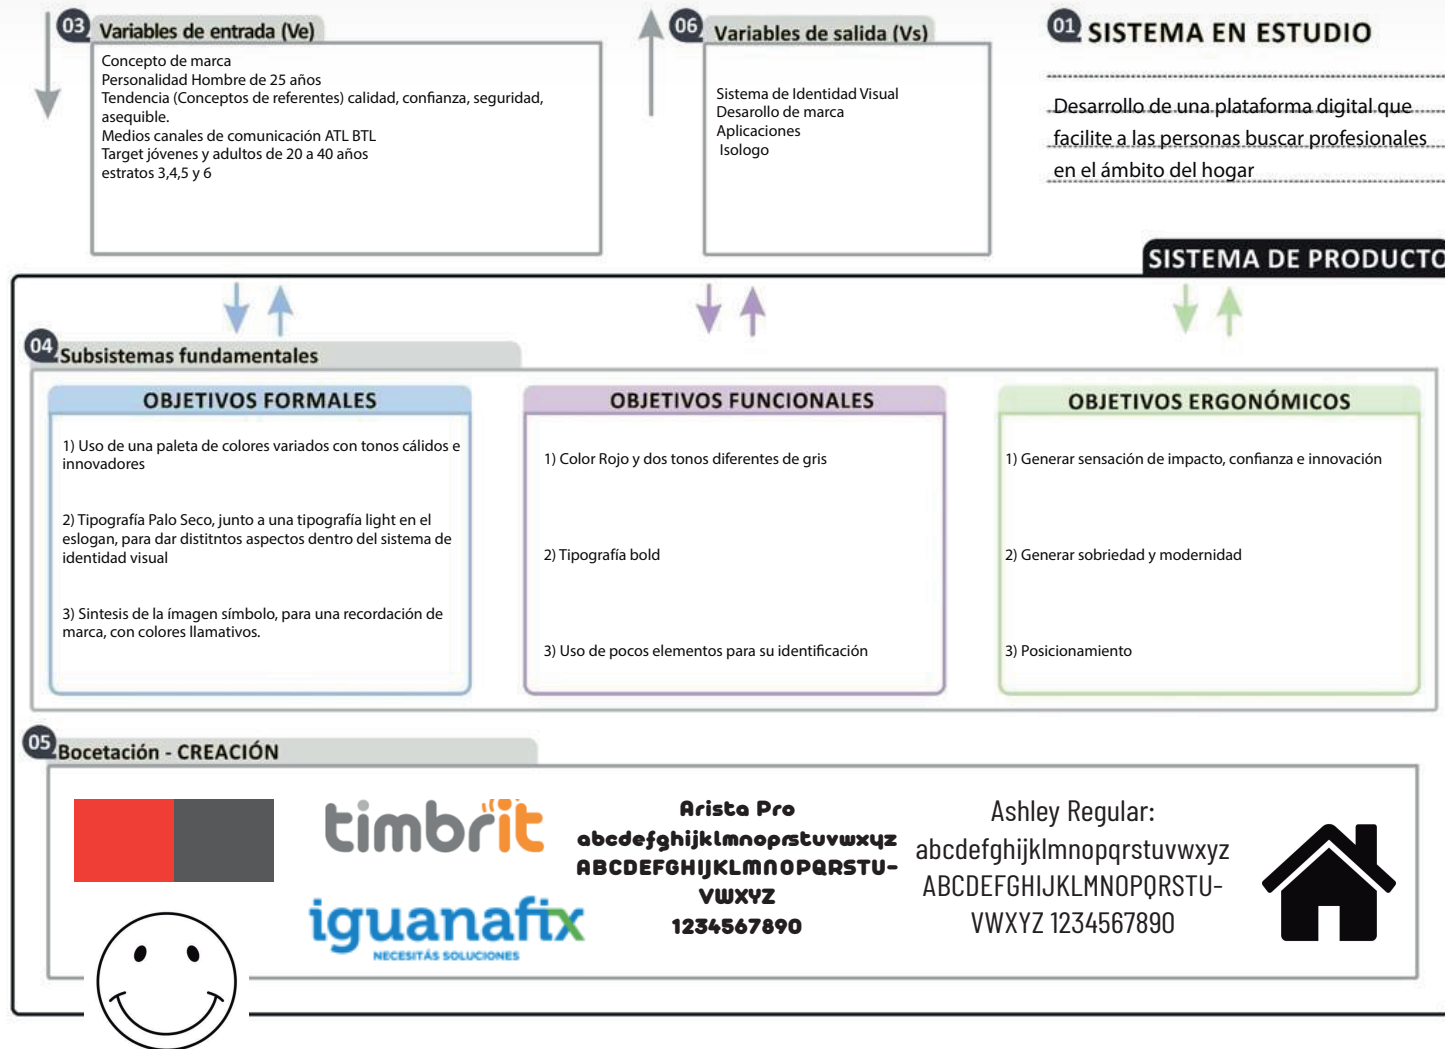 03 Variables de entrada (Ve)
Concepto de marca
Personalidad Hombre de 25 años
Tendencia (Conceptos de referentes) calidad, confianza, seguridad,
asequible.
Medios canales de comunicación ATL BTL
Target jóvenes y adultos de 20 a 40 años
estratos 3,4,5 y 6
06 Variables de salida (Vs)
Sistema de Identidad Visual
Desarollo de marca
Aplicaciones
Isologo
01 SISTEMA EN ESTUDIO
Desarrollo de una plataforma digital que
facilite a las personas buscar profesionales
en el ámbito del hogar
SISTEMA DE PRODUCTO
04 Subsistemas fundamentales
OBJETIVOS FORMALES
1) Uso de una paleta de colores variados con tonos cálidos e
innovadores
2) Tipografía Palo Seco, junto a una tipografía light en el
eslogan, para dar distitntos aspectos dentro del sistema de
identidad visual
3) Sintesis de la ímagen símbolo, para una recordación de
marca, con colores llamativos.
OBJETIVOS FUNCIONALES
1) Color Rojo y dos tonos diferentes de gris
2) Tipografía bold
3) Uso de pocos elementos para su identificación
OBJETIVOS ERGONÓMICOS
1) Generar sensación de impacto, confianza e innovación
2) Generar sobriedad y modernidad
3) Posicionamiento
05 Bocetación - CREACIÓN
timbrit
iguanafix
NECESITÁS SOLUCIONES
Arista Pro
abcdefghijklmnoprstuvwxyz
ABCDEFGHIJKLMNOPQRSTU-
VWXYZ
1234567890
Ashley Regular:
abcdefghijklmnopqrstuvwxyz
ABCDEFGHIJKLMNOPQRSTU-
VWXYZ 1234567890